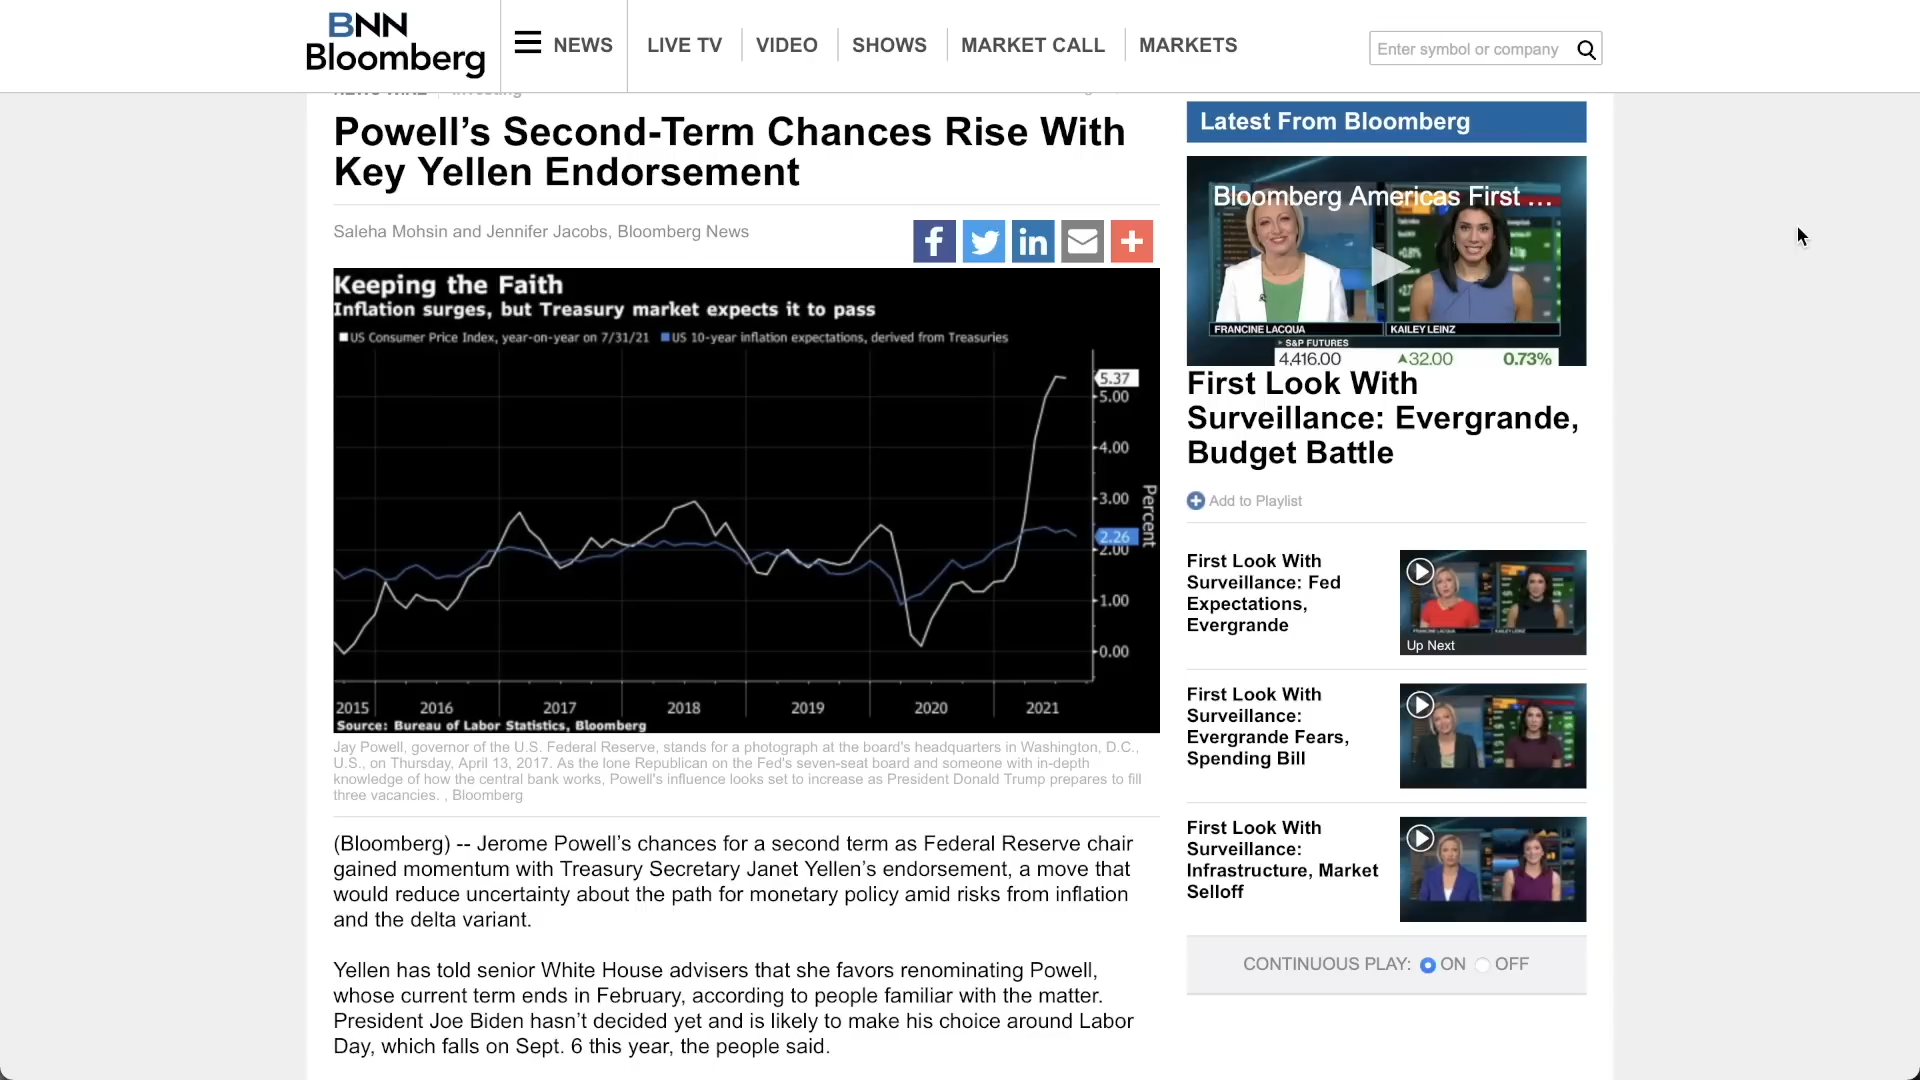 BNN
Bloomberg
NEWS
LIVE TV
VIDEO
SHOWS
MARKET CALL
MARKETS
Enter symbol or company
Powell’s Second-Term Chances Rise With
Key Yellen Endorsement
Saleha Mohsin and Jennifer Jacobs, Bloomberg News
Keeping the Faith
Inflation surges, but Treasury market expects it to pass
US Consumer Price Index, year-on-year on 7/31/21 US 10-year inflation expectations, derived from Treasuries
5.37
5.00
4.00
3.00
2.26
2.00
1.00
0.00
Percent
2015 2016 2017 2018 2019 2020 2021
Source: Bureau of Labor Statistics, Bloomberg
Jay Powell, governor of the U.S. Federal Reserve, stands for a photograph at the board's headquarters in Washington, D.C.,
U.S., on Thursday, April 13, 2017. As the lone Republican on the Fed's seven-seat board and someone with in-depth
knowledge of how the central bank works, Powell's influence looks set to increase as President Donald Trump prepares to fill
three vacancies. , Bloomberg
(Bloomberg) -- Jerome Powell’s chances for a second term as Federal Reserve chair
gained momentum with Treasury Secretary Janet Yellen’s endorsement, a move that
would reduce uncertainty about the path for monetary policy amid risks from inflation
and the delta variant.
Yellen has told senior White House advisers that she favors renominating Powell,
whose current term ends in February, according to people familiar with the matter.
President Joe Biden hasn’t decided yet and is likely to make his choice around Labor
Day, which falls on Sept. 6 this year, the people said.
Latest From Bloomberg
Bloomberg Americas First ...
FRANCINE LACQUA
KAILEY LEINZ
S&P FUTURES
4,416.00 ▲32.00 0.73%
First Look With
Surveillance: Evergrande,
Budget Battle
Add to Playlist
First Look With
Surveillance: Fed
Expectations,
Evergrande
Up Next
First Look With
Surveillance:
Evergrande Fears,
Spending Bill
First Look With
Surveillance:
Infrastructure, Market
Selloff
CONTINUOUS PLAY: ON OFF